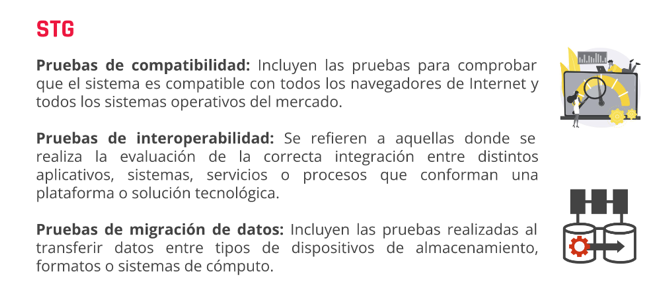 STG
Pruebas de compatibilidad: Incluyen las pruebas para comprobar
que el sistema es compatible con todos los navegadores de Internet y
todos los sistemas operativos del mercado.
Pruebas de interoperabilidad: Se refieren a aquellas donde se
realiza la evaluación de la correcta integración entre distintos
aplicativos, sistemas, servicios o procesos que conforman una
plataforma o solución tecnológica.
Pruebas de migración de datos: Incluyen las pruebas realizadas al
transferir datos entre tipos de dispositivos de almacenamiento,
formatos o sistemas de cómputo.